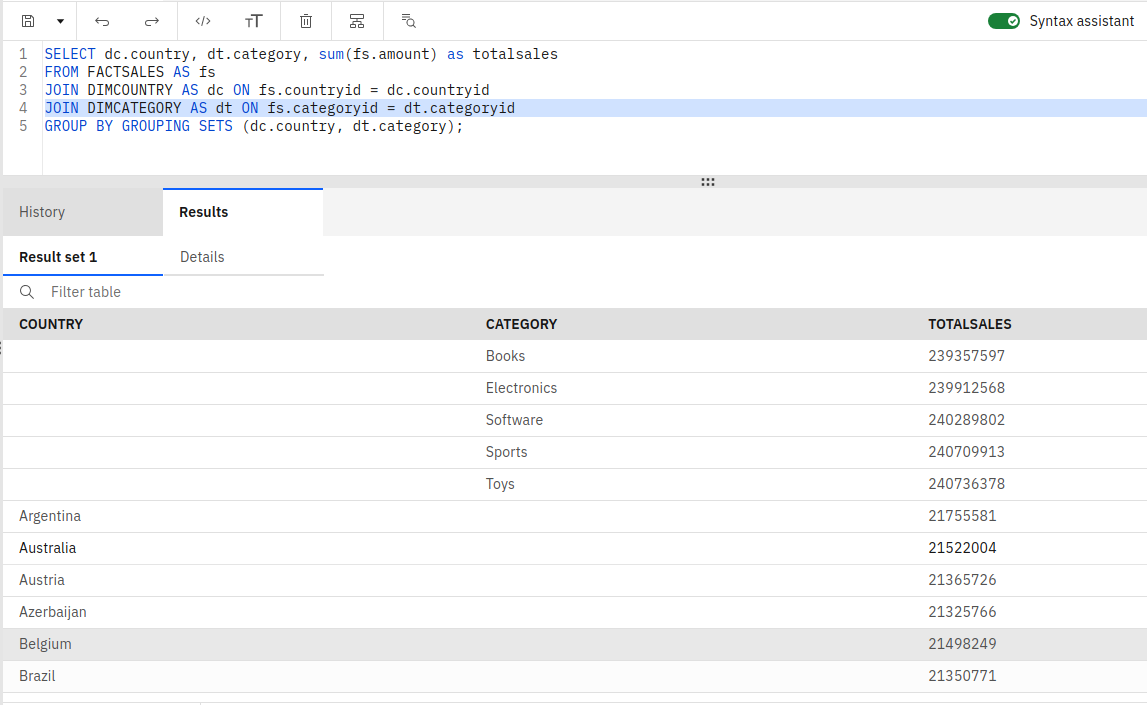 </> TT Syntax assistant
1 SELECT dc.country, dt.category, sum(fs.amount) as totalsales
2 FROM FACTSALES AS fs
3 JOIN DIMCOUNTRY AS dc ON fs.countryid = dc.countryid
4 JOIN DIMCATEGORY AS dt ON fs.categoryid = dt.categoryid
5 GROUP BY GROUPING SETS (dc.country, dt.category);
History Results
Result set 1 Details
Filter table
COUNTRY CATEGORY TOTALSALES
Books 239357597
Electronics 239912568
Software 240289802
Sports 240709913
Toys 240736378
Argentina 21755581
Australia 21522004
Austria 21365726
Azerbaijan 21325766
Belgium 21498249
Brazil 21350771